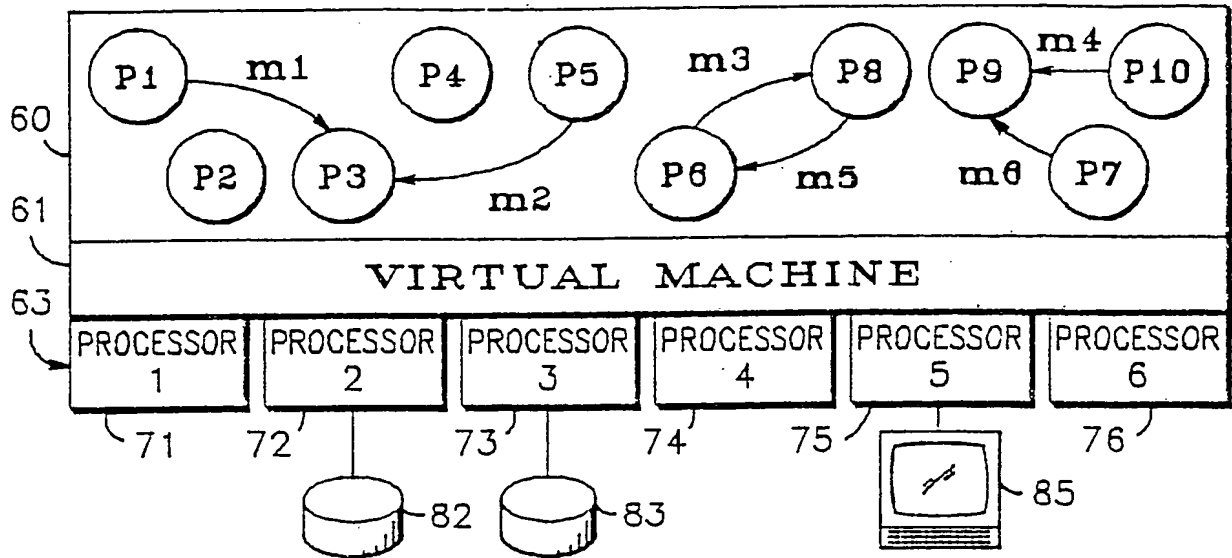 P1
m1
P4
P5
m3
P8
P9
m4
P10
60
P2
P3
m2
P6
m5
m6
P7
61
VIRTUAL MACHINE
63
PROCESSOR 1
PROCESSOR 2
PROCESSOR 3
PROCESSOR 4
PROCESSOR 5
PROCESSOR 6
71
72
73
74
75
76
82
83
85